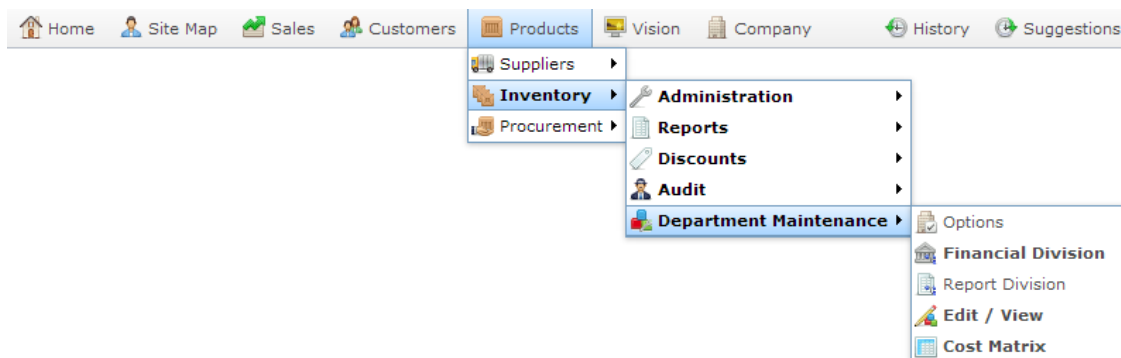 Home Site Map Sales Customers Products Vision Company History Suggestions
Suppliers
Inventory
Procurement
Administration
Reports
Discounts
Audit
Department Maintenance
Options
Financial Division
Report Division
Edit / View
Cost Matrix